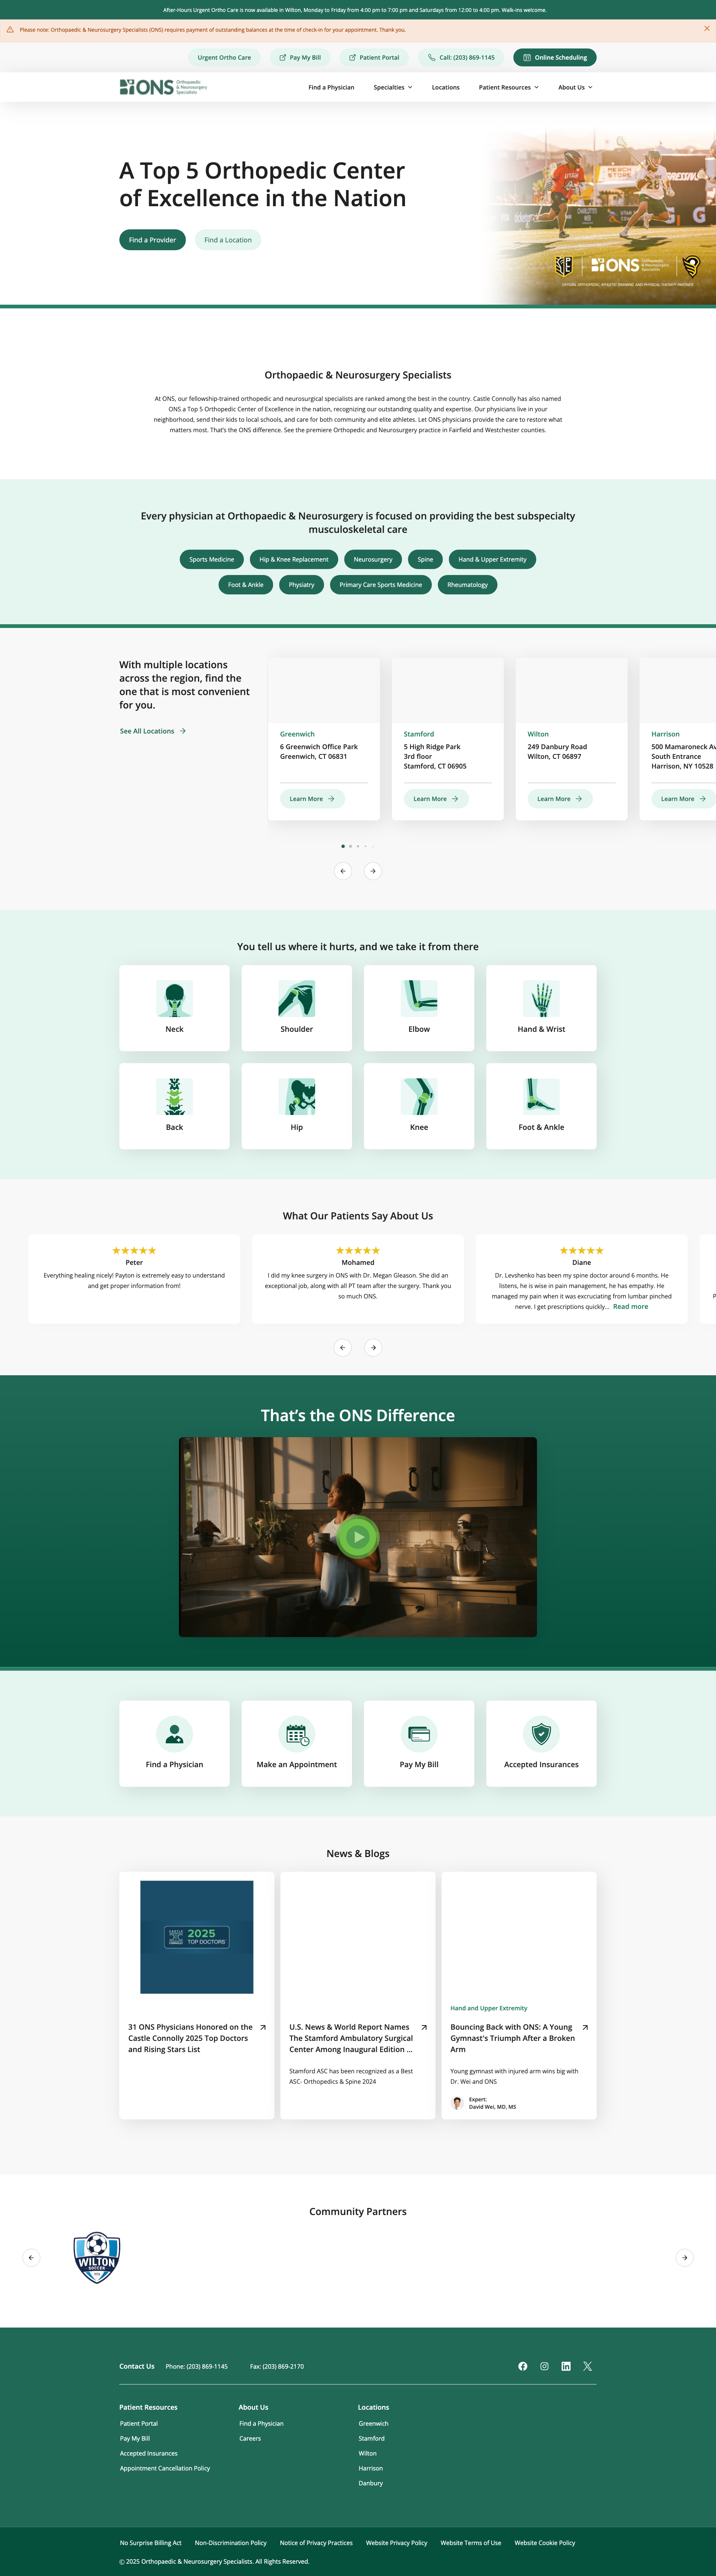 After-Hours Urgent Ortho Care is now available in Wilton, Monday to Friday from 4:00 pm to 7:00 pm and Saturdays from 12:00 to 4:00 pm. Walk-ins welcome.
Please note: Orthopaedic & Neurosurgery Specialists (ONS) requires payment of outstanding balances at the time of check-in for your appointment. Thank you.
Urgent Ortho Care
Pay My Bill
Patient Portal
Call: (203) 869-1145
Online Scheduling
ONS Orthopaedic & Neurosurgery Specialists
Find a Physician
Specialties
Locations
Patient Resources
About Us
A Top 5 Orthopedic Center
of Excellence in the Nation
Find a Provider
Find a Location
MERCH STORE
ONS
Orthopaedic & Neurosurgery Specialists
OFFICIAL ORTHOPEDIC, ATHLETIC TRAINING AND PHYSICAL THERAPY PARTNER
Orthopaedic & Neurosurgery Specialists
At ONS, our fellowship-trained orthopedic and neurosurgical specialists are ranked among the best in the country. Castle Connolly has also named
ONS a Top 5 Orthopedic Center of Excellence in the nation, recognizing our outstanding quality and expertise. Our physicians live in your
neighborhood, send their kids to local schools, and care for both community and elite athletes. Let ONS physicians provide the care to restore what
matters most. That's the ONS difference. See the premiere Orthopedic and Neurosurgery practice in Fairfield and Westchester counties.
Every physician at Orthopaedic & Neurosurgery is focused on providing the best subspecialty
musculoskeletal care
Sports Medicine
Hip & Knee Replacement
Neurosurgery
Spine
Hand & Upper Extremity
Foot & Ankle
Physiatry
Primary Care Sports Medicine
Rheumatology
With multiple locations
across the region, find the
one that is most convenient
for you.
See All Locations
Greenwich
6 Greenwich Office Park
Greenwich, CT 06831
Learn More
Stamford
5 High Ridge Park
3rd floor
Stamford, CT 06905
Learn More
Wilton
249 Danbury Road
Wilton, CT 06897
Learn More
Harrison
500 Mamaroneck Av
South Entrance
Harrison, NY 10528
Learn More
You tell us where it hurts, and we take it from there
Neck
Shoulder
Elbow
Hand & Wrist
Back
Hip
Knee
Foot & Ankle
What Our Patients Say About Us
Peter
Everything healing nicely! Payton is extremely easy to understand
and get proper information from!
Mohamed
I did my knee surgery in ONS with Dr. Megan Gleason. She did an
exceptional job, along with all PT team after the surgery. Thank you
so much ONS.
Diane
Dr. Levshenko has been my spine doctor around 6 months. He
listens, he is wise in pain management, he has empathy. He
managed my pain when it was excruciating from lumbar pinched
nerve. I get prescriptions quickly... Read more
P
That's the ONS Difference
Find a Physician
Make an Appointment
Pay My Bill
Accepted Insurances
News & Blogs
2025
TOP DOCTORS
31 ONS Physicians Honored on the
Castle Connolly 2025 Top Doctors
and Rising Stars List
U.S. News & World Report Names
The Stamford Ambulatory Surgical
Center Among Inaugural Edition ...
Stamford ASC has been recognized as a Best
ASC- Orthopedics & Spine 2024
Hand and Upper Extremity
Bouncing Back with ONS: A Young
Gymnast's Triumph After a Broken
Arm
Young gymnast with injured arm wins big with
Dr. Wei and ONS
Expert:
David Wei, MD, MS
Community Partners
WILTON
SOCCER
Contact Us
Phone: (203) 869-1145
Fax: (203) 869-2170
Patient Resources
Patient Portal
Pay My Bill
Accepted Insurances
Appointment Cancellation Policy
About Us
Find a Physician
Careers
Locations
Greenwich
Stamford
Wilton
Harrison
Danbury
No Surprise Billing Act
Non-Discrimination Policy
Notice of Privacy Practices
Website Privacy Policy
Website Terms of Use
Website Cookie Policy
© 2025 Orthopaedic & Neurosurgery Specialists. All Rights Reserved.